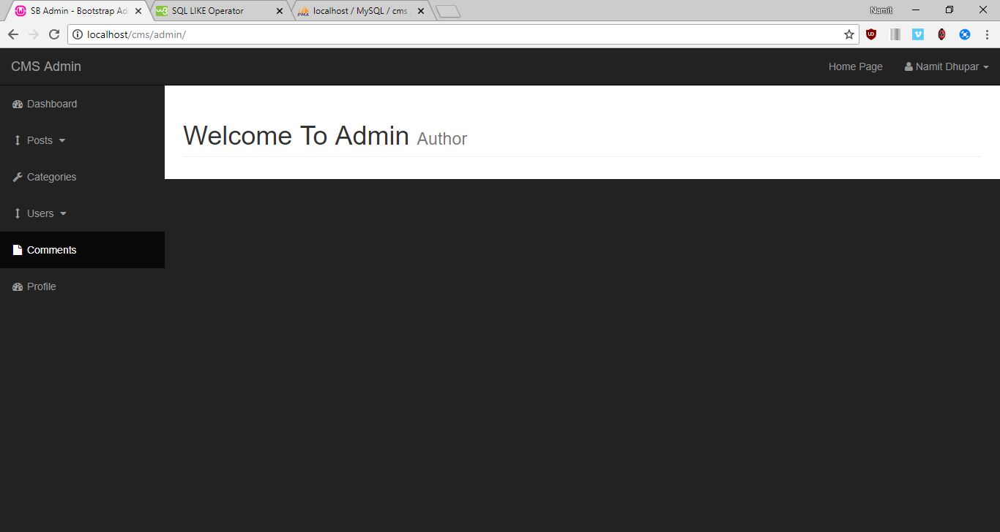 SB Admin - Bootstrap Ad
SQL LIKE Operator
localhost / MySQL / cms
Namit
localhost/cms/admin/
CMS Admin
Home Page
Namit Dhupar
Dashboard
Posts
Categories
Users
Comments
Profile
Welcome To Admin Author